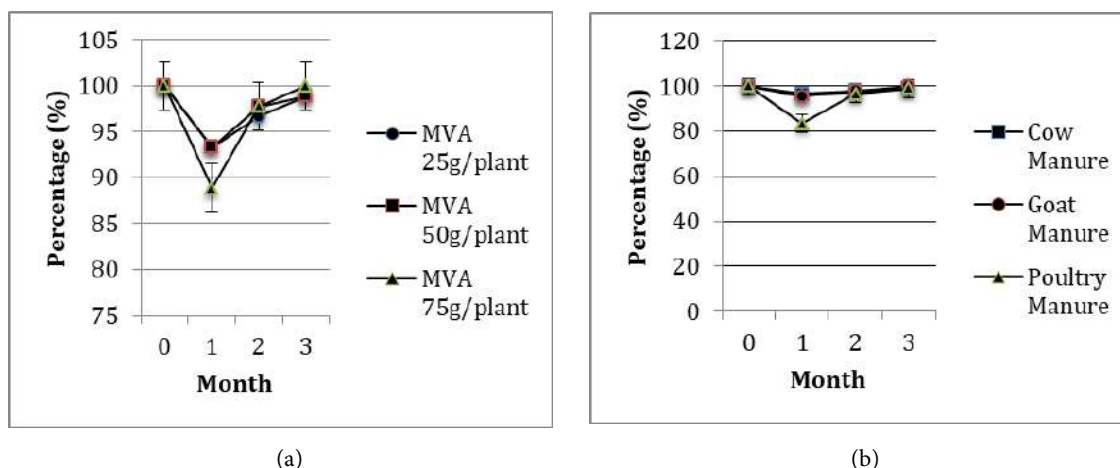 105
100
95
90
85
80
75
Percentage (%)
0 1 2 3
Month
MVA
25g/plant
MVA
50g/plant
MVA
75g/plant
(a)
120
100
80
60
40
20
0
Percentage (%)
0 1 2 3
Month
Cow
Manure
Goat
Manure
Poultry
Manure
(b)